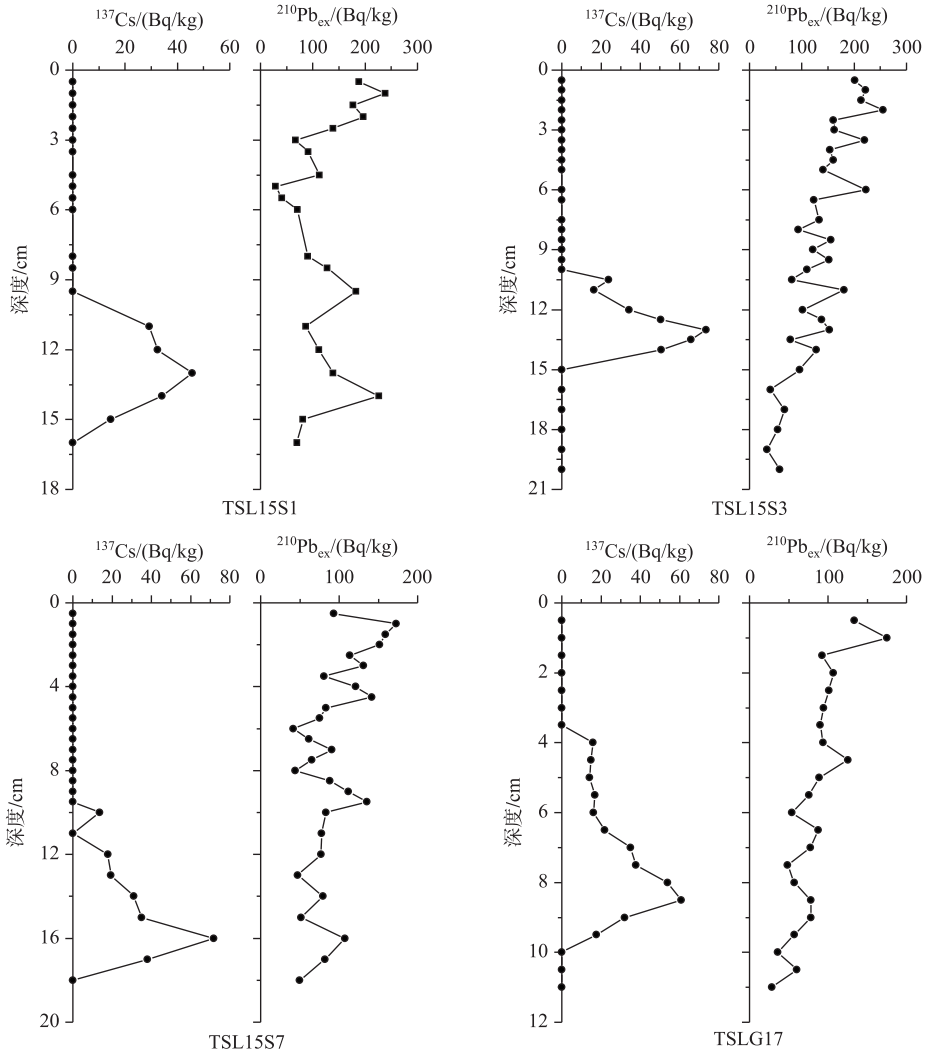 ¹³⁷Cs/(Bq/kg)
0 20 40 60
²¹⁰Pbₑₓ/(Bq/kg)
0 100 200 300
0
3
6
9
12
15
18
深度/cm
TSL15S1
¹³⁷Cs/(Bq/kg)
0 20 40 60 80
²¹⁰Pbₑₓ/(Bq/kg)
0 100 200 300
0
3
6
9
12
15
18
21
深度/cm
TSL15S3
¹³⁷Cs/(Bq/kg)
0 20 40 60 80
²¹⁰Pbₑₓ/(Bq/kg)
0 100 200
0
4
8
12
16
20
深度/cm
TSL15S7
¹³⁷Cs/(Bq/kg)
0 20 40 60 80
²¹⁰Pbₑₓ/(Bq/kg)
0 100 200
0
2
4
6
8
10
12
深度/cm
TSLG17